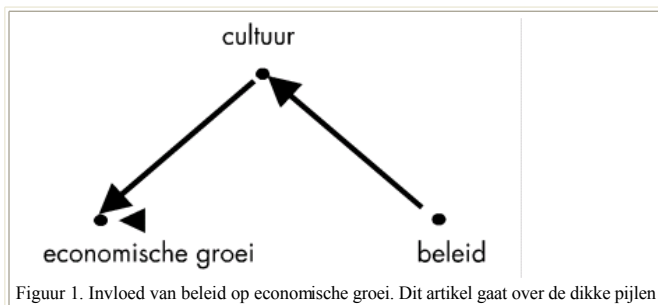 cultuur
economische groei
beleid
Figuur 1. Invloed van beleid op economische groei. Dit artikel gaat over de dikke pijlen